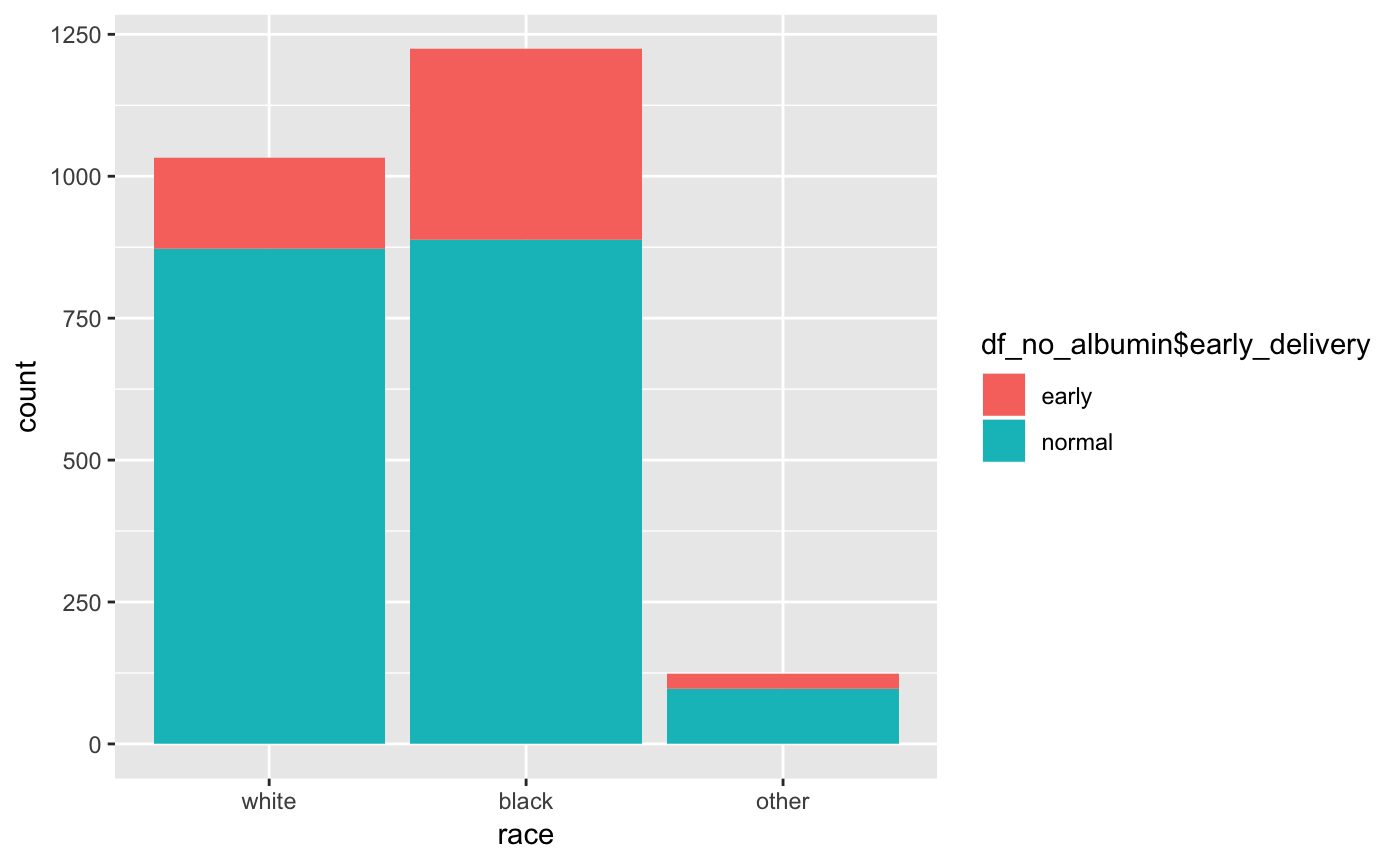 1250
1000
750
500
250
0
count
white
black
other
race
df_no_albumin$early_delivery
early
normal